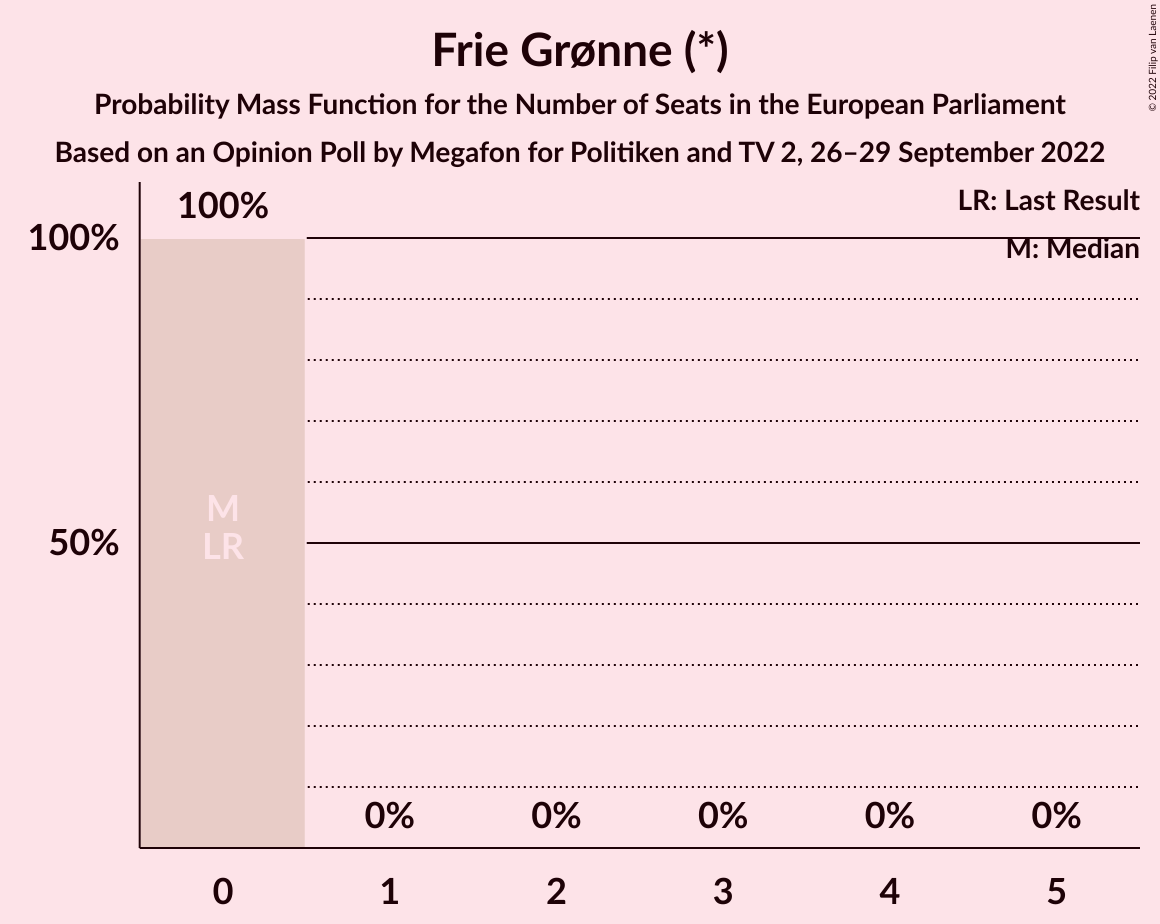 Frie Grønne (*)
Probability Mass Function for the Number of Seats in the European Parliament
Based on an Opinion Poll by Megafon for Politiken and TV 2, 26–29 September 2022
© 2022 Filip van Laenen
LR: Last Result
M: Median
100%
100%
50%
M
LR
0% 0% 0% 0% 0%
0 1 2 3 4 5